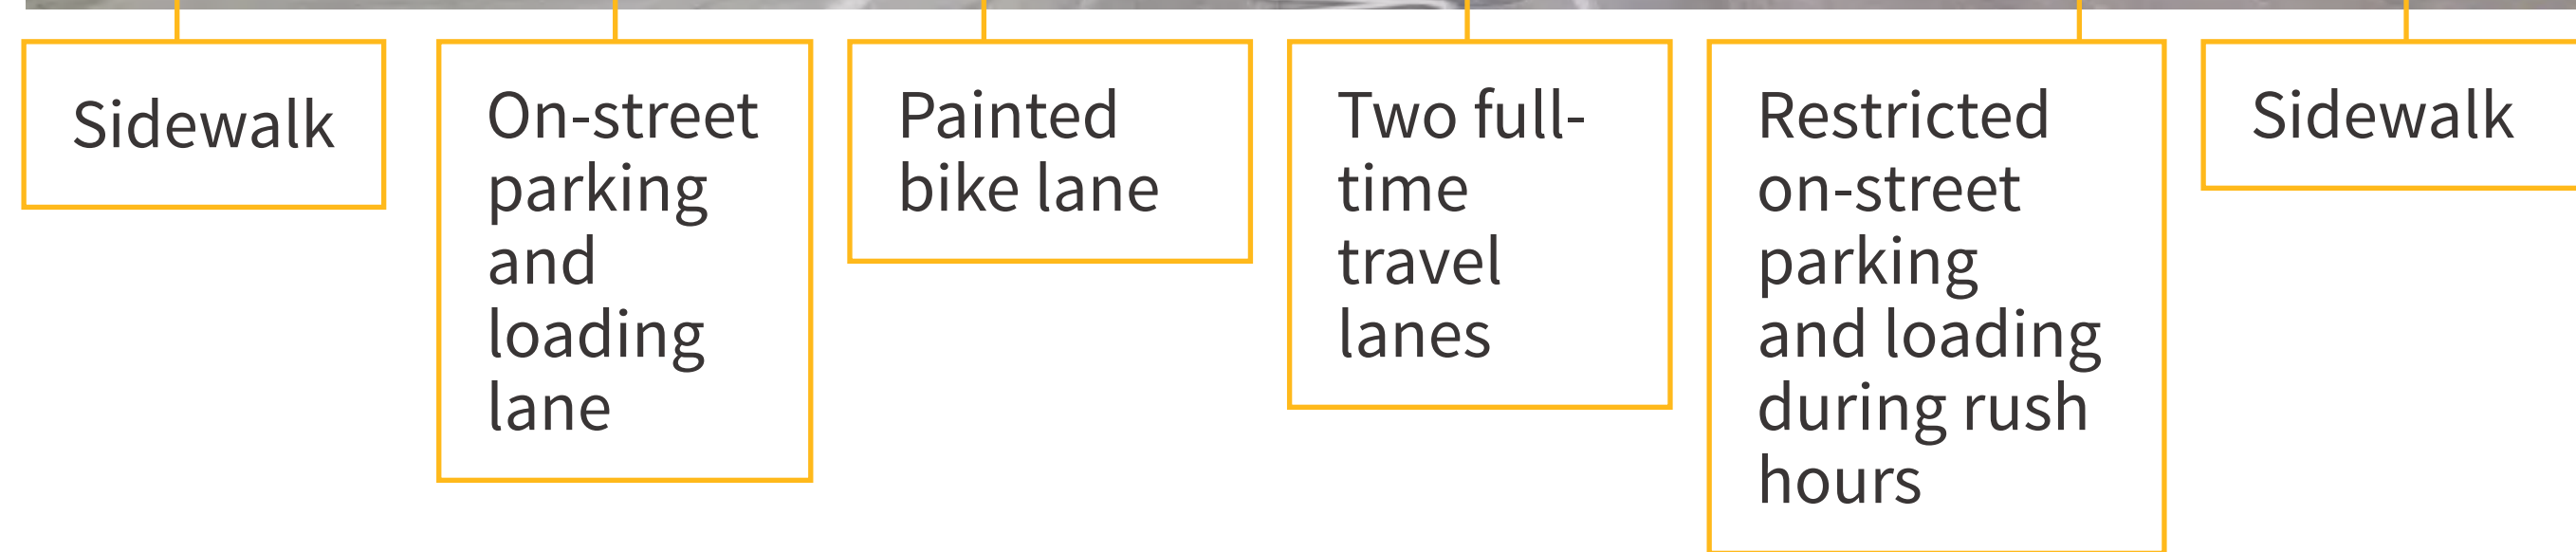 Sidewalk
On-street
parking
and
loading
lane
Painted
bike lane
Two full-
time
travel
lanes
Restricted
on-street
parking
and loading
during rush
hours
Sidewalk